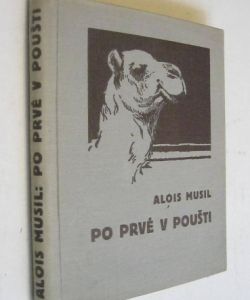 ALOIS MUSIL: PO PRVÉ V POUŠTI
ALOIS MUSIL
PO PRVÉ V POUŠTI